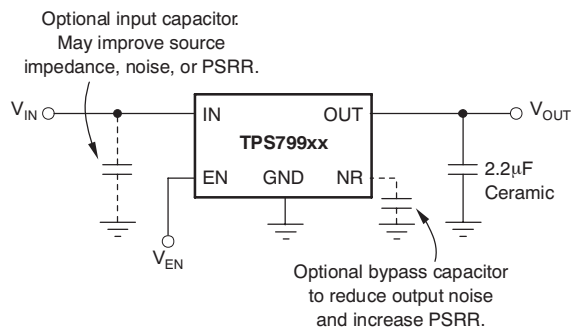 Optional input capacitor.
May improve source
impedance, noise, or PSRR.
VIN
IN
OUT
VOUT
TPS799xx
EN
GND
NR
2.2μF
Ceramic
VEN
Optional bypass capacitor
to reduce output noise
and increase PSRR.